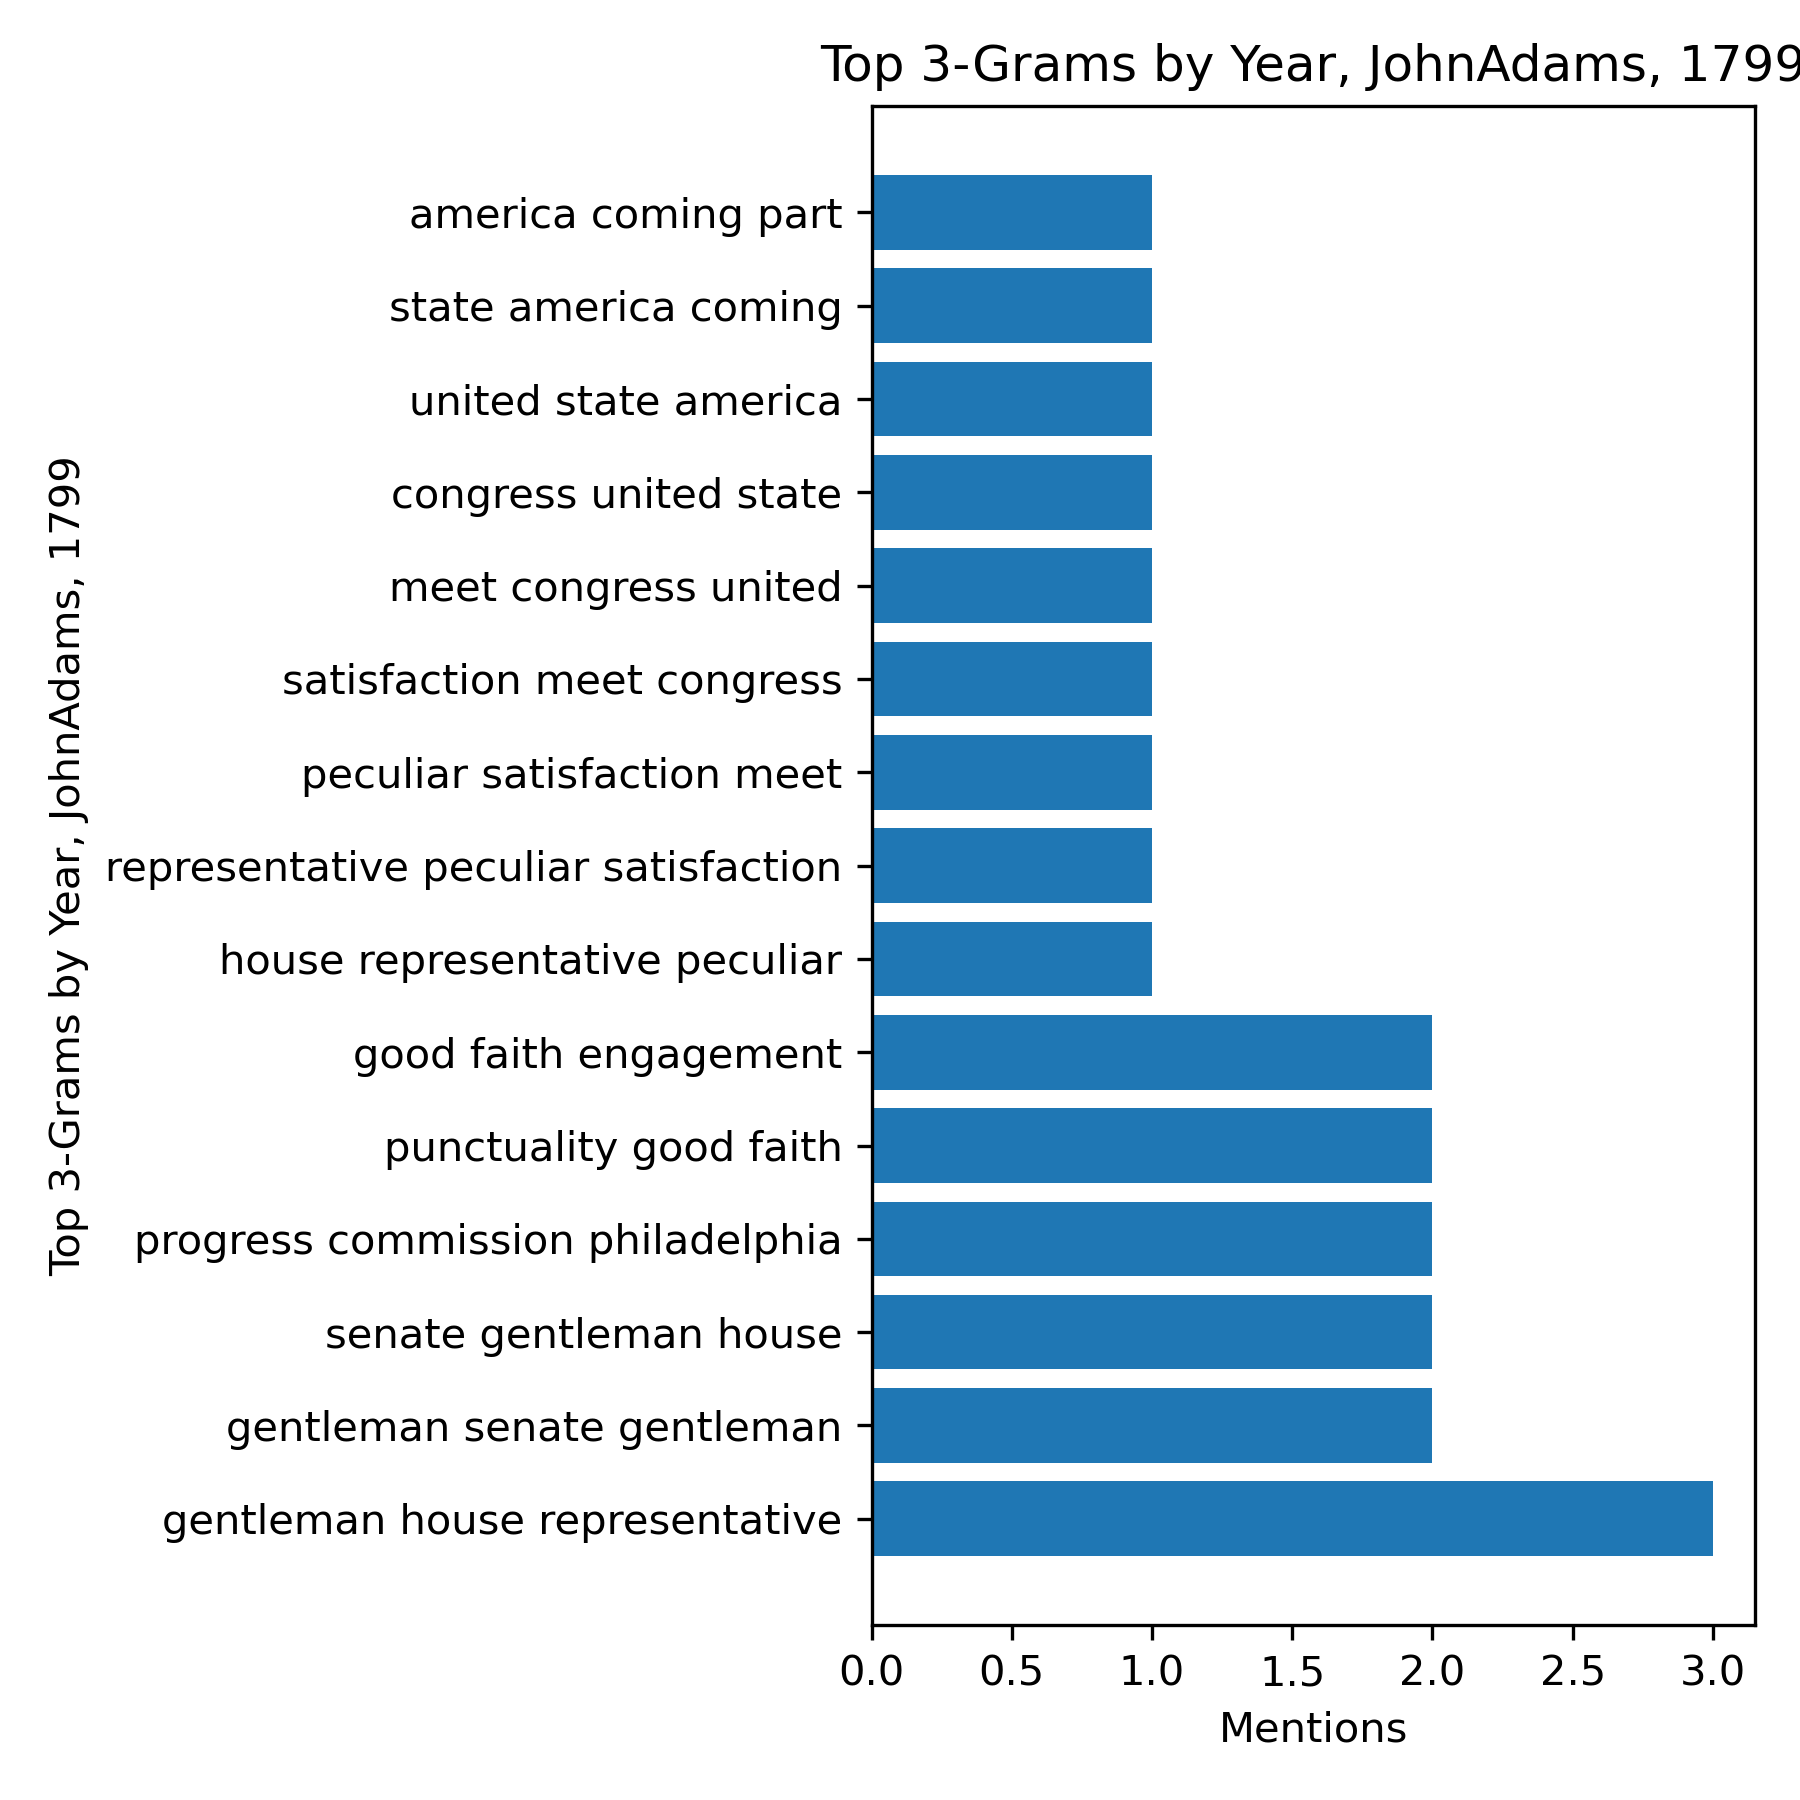 Top 3-Grams by Year, JohnAdams, 1799
Top 3-Grams by Year, JohnAdams, 1799
america coming part
state america coming
united state america
congress united state
meet congress united
satisfaction meet congress
peculiar satisfaction meet
representative peculiar satisfaction
house representative peculiar
good faith engagement
punctuality good faith
progress commission philadelphia
senate gentleman house
gentleman senate gentleman
gentleman house representative
0.0 0.5 1.0 1.5 2.0 2.5 3.0
Mentions